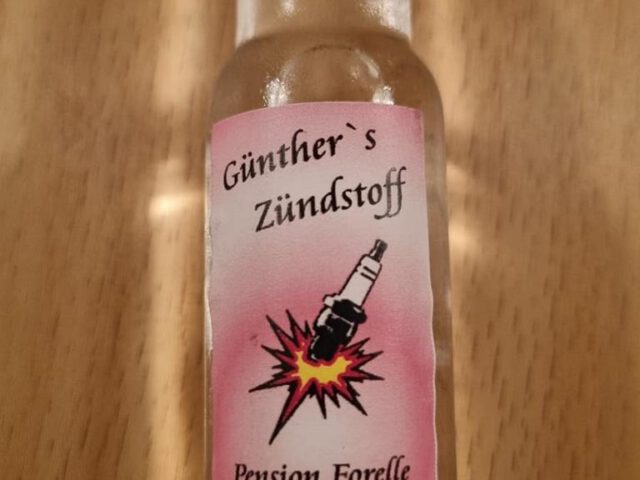 Günther`s
Zündstoff
Pension Forelle